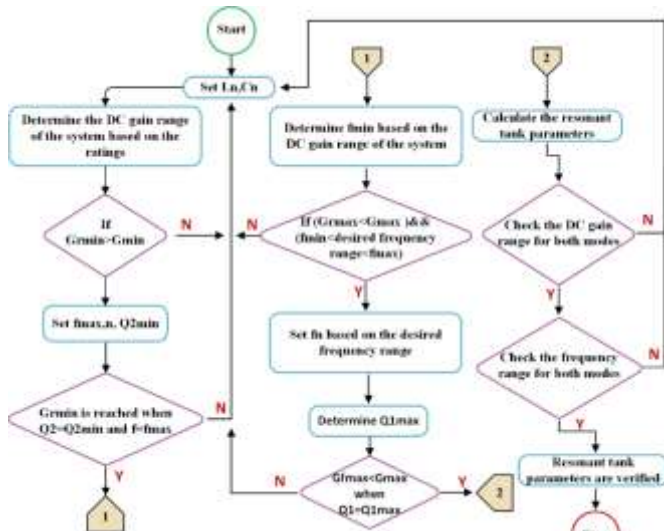 Start
Set Ln,Cn
Determine the DC gain range
of the system based on the
ratings
If
Grmin>Gmin
N
Set fmax,n, Q2min
Grmin is reached when
Q2=Q2min and f=fmax
N
Y
1
1
Determine fmin based on the
DC gain range of the system
If (Grmax<Gmax )&&
(fmin<desired frequency
range<fmax)
N
Y
Set fn based on the desired
frequency range
Determine Q1max
Gfmax<Gmax
when
Q1=Q1max
N
Y
2
2
Calculate the resonant
tank parameters
Check the DC gain
range for both modes
N
Y
Check the frequency
range for both modes
N
Y
Resonant tank
parameters are verified